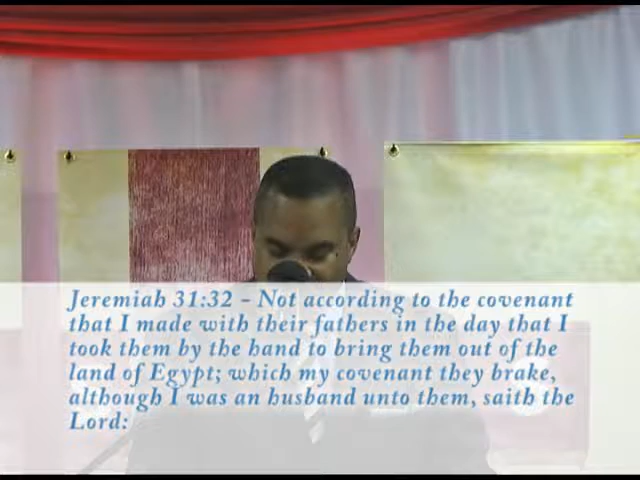 Jeremiah 31:32 - Not according to the covenant
that I made with their fathers in the day that I
took them by the hand to bring them out of the
land of Egypt; which my covenant they brake,
although I was an husband unto them, saith the
Lord: